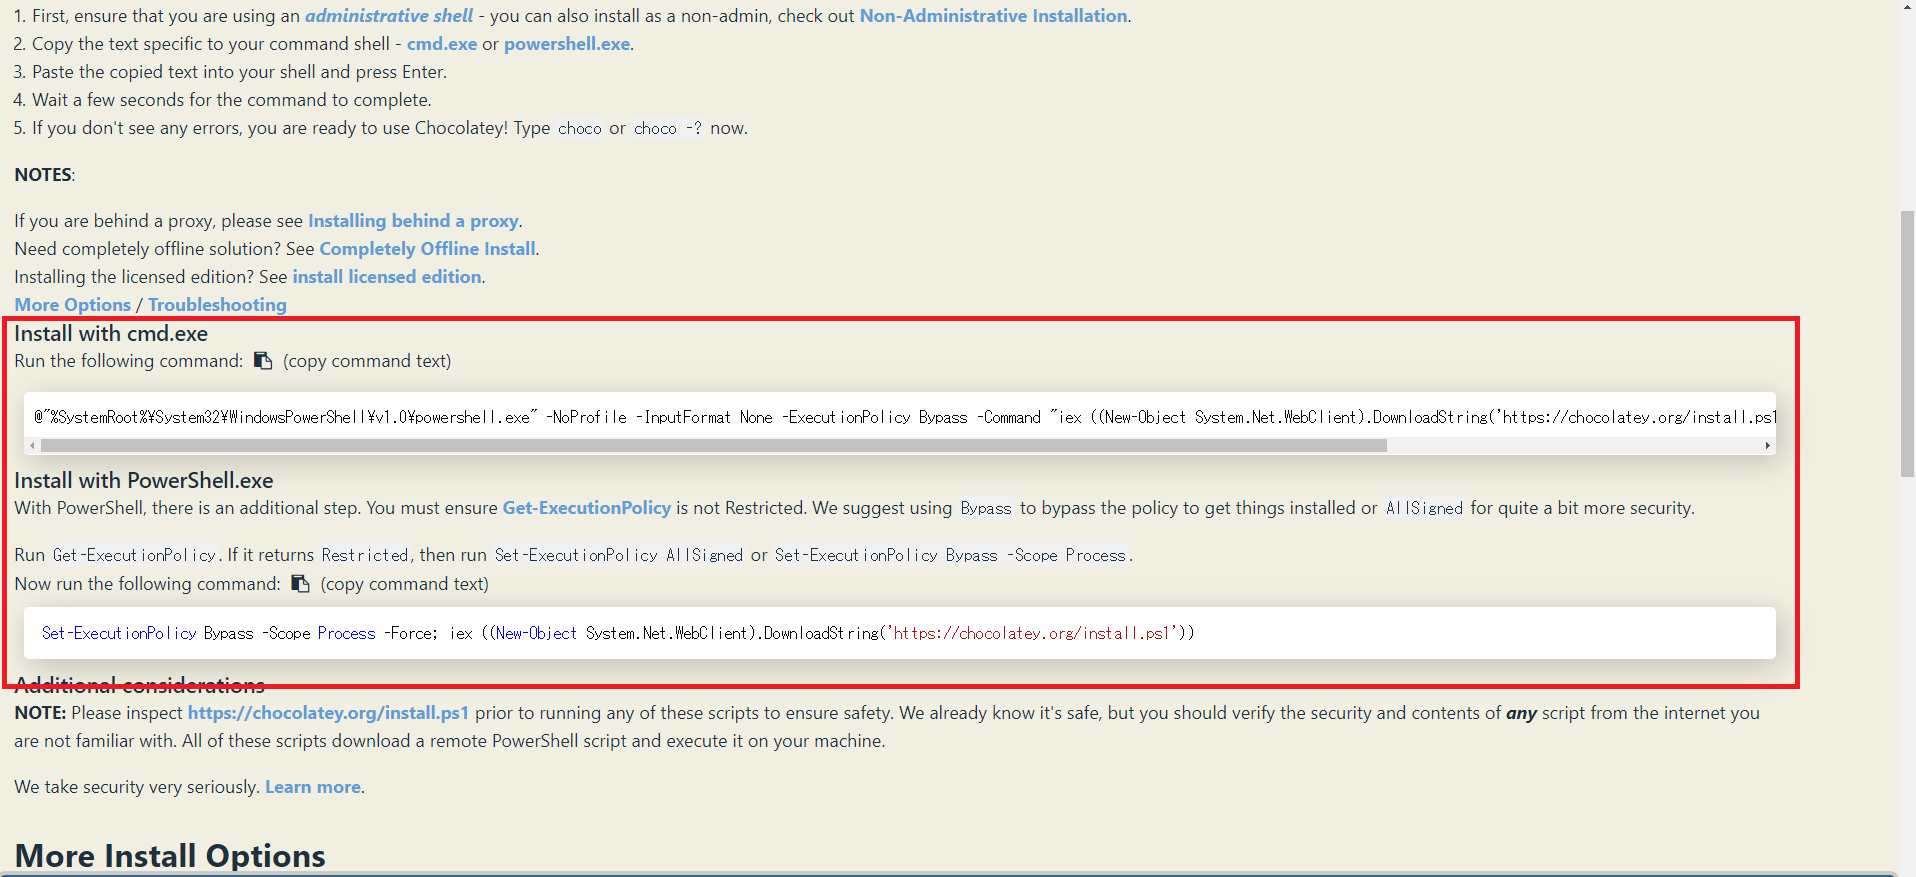 1. First, ensure that you are using an administrative shell - you can also install as a non-admin, check out Non-Administrative Installation.
2. Copy the text specific to your command shell - cmd.exe or powershell.exe.
3. Paste the copied text into your shell and press Enter.
4. Wait a few seconds for the command to complete.
5. If you don't see any errors, you are ready to use Chocolatey! Type choco or choco -? now.
NOTES:
If you are behind a proxy, please see Installing behind a proxy.
Need completely offline solution? See Completely Offline Install.
Installing the licensed edition? See install licensed edition.
More Options / Troubleshooting
Install with cmd.exe
Run the following command: (copy command text)
@"%SystemRoot%¥System32¥WindowsPowerShell¥v1.0¥powershell.exe" -NoProfile -InputFormat None -ExecutionPolicy Bypass -Command "iex ((New-Object System.Net.WebClient).DownloadString('https://chocolatey.org/install.ps1
Install with PowerShell.exe
With PowerShell, there is an additional step. You must ensure Get-ExecutionPolicy is not Restricted. We suggest using Bypass to bypass the policy to get things installed or AllSigned for quite a bit more security.
Run Get-ExecutionPolicy. If it returns Restricted, then run Set-ExecutionPolicy AllSigned or Set-ExecutionPolicy Bypass -Scope Process.
Now run the following command: (copy command text)
Set-ExecutionPolicy Bypass -Scope Process -Force; iex ((New-Object System.Net.WebClient).DownloadString('https://chocolatey.org/install.ps1'))
Additional considerations
NOTE: Please inspect https://chocolatey.org/install.ps1 prior to running any of these scripts to ensure safety. We already know it's safe, but you should verify the security and contents of any script from the internet you
are not familiar with. All of these scripts download a remote PowerShell script and execute it on your machine.
We take security very seriously. Learn more.
More Install Options